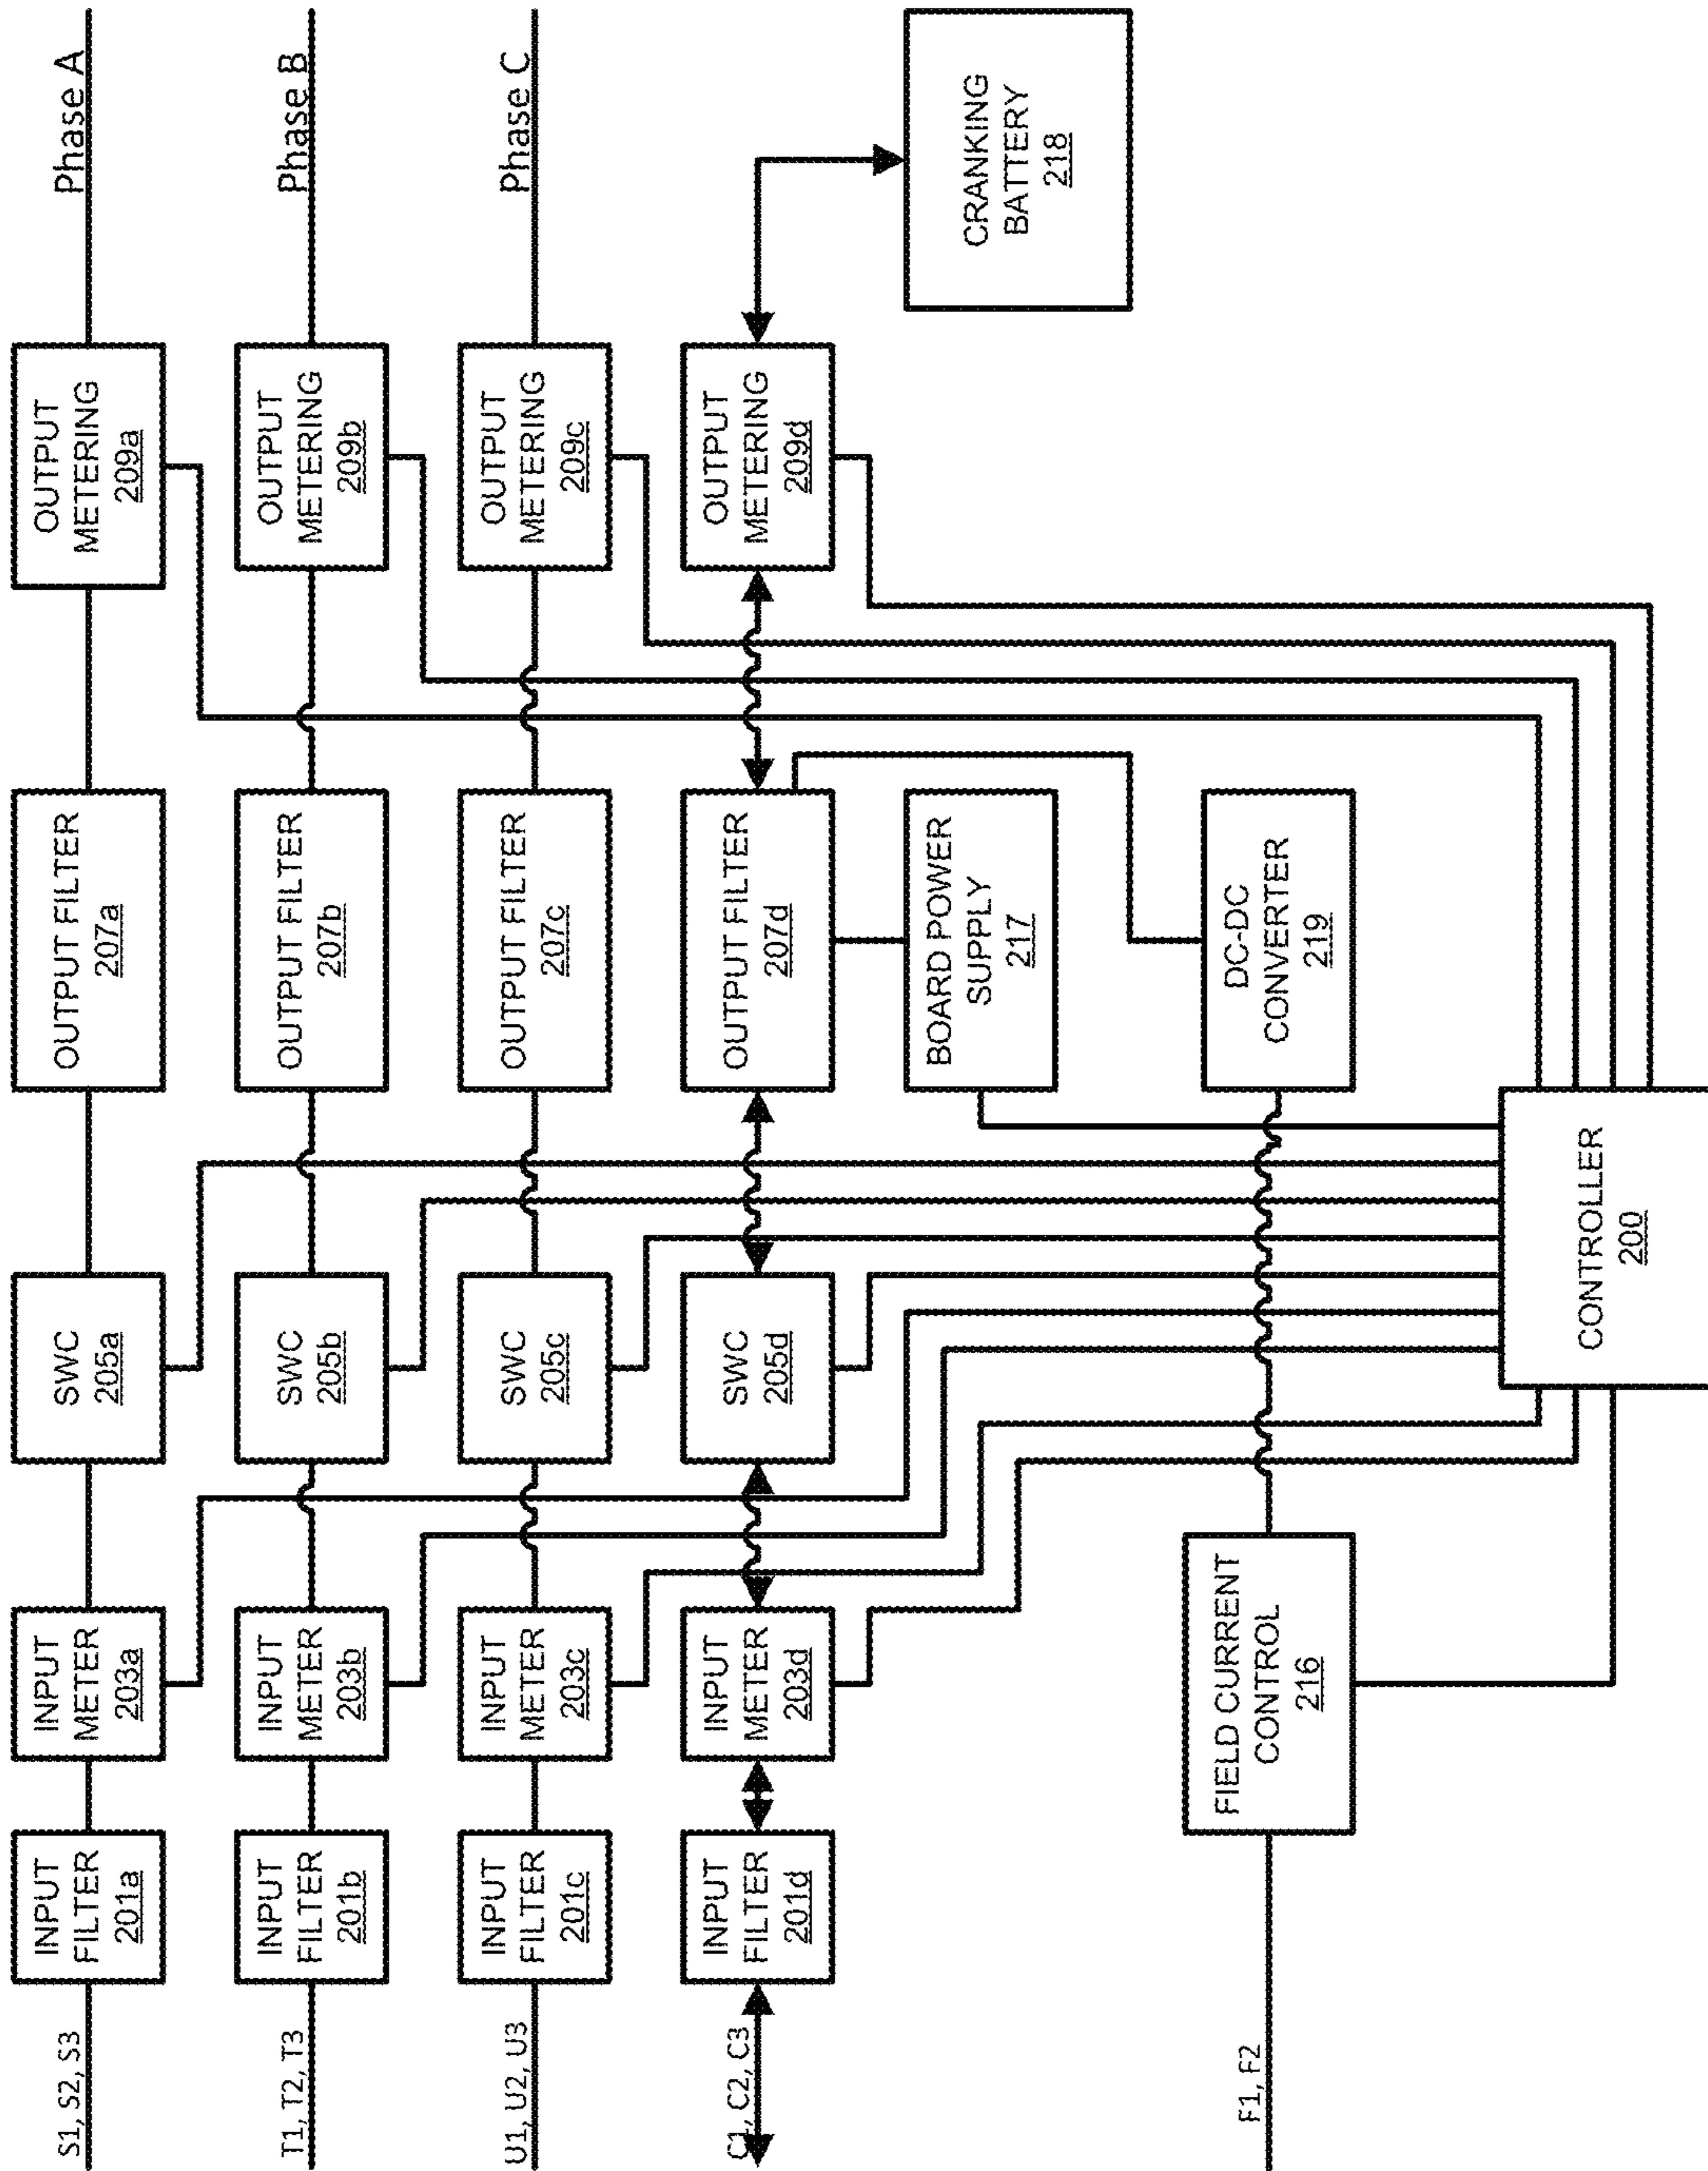 S1, S2, S3
INPUT
FILTER
201a
INPUT
METER
203a
SWC
205a
OUTPUT FILTER
207a
OUTPUT
METERING
209a
Phase A
T1, T2, T3
INPUT
FILTER
201b
INPUT
METER
203b
SWC
205b
OUTPUT FILTER
207b
OUTPUT
METERING
209b
Phase B
U1, U2, U3
INPUT
FILTER
201c
INPUT
METER
203c
SWC
205c
OUTPUT FILTER
207c
OUTPUT
METERING
209c
Phase C
C1, C2, C3
INPUT
FILTER
201d
INPUT
METER
203d
SWC
205d
OUTPUT FILTER
207d
OUTPUT
METERING
209d
BOARD POWER
SUPPLY
217
CRANKING
BATTERY
218
F1, F2
FIELD CURRENT
CONTROL
216
DC-DC
CONVERTER
219
CONTROLLER
200